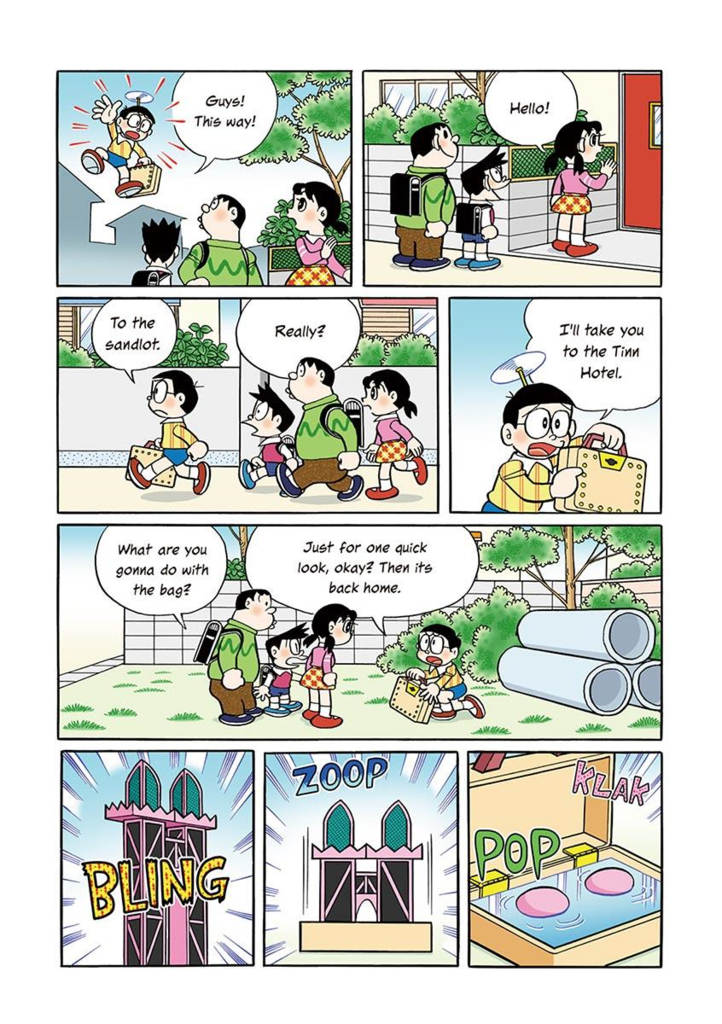 Guys!
This way!
Hello!
To the
sandlot.
Really?
I'll take you
to the Tinn
Hotel.
What are you
gonna do with
the bag?
Just for one quick
look, okay? Then its
back home.
BLING
ZOOP
KLAK
POP